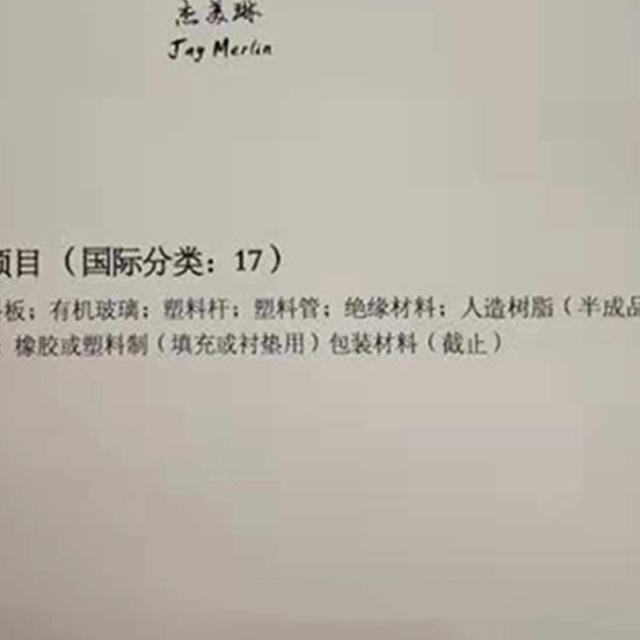 杰美琳
Jay Merlin
项目（国际分类：17）
板；有机玻璃；塑料杆；塑料管；绝缘材料；人造树脂（半成品
；橡胶或塑料制（填充或衬垫用）包装材料（截止）